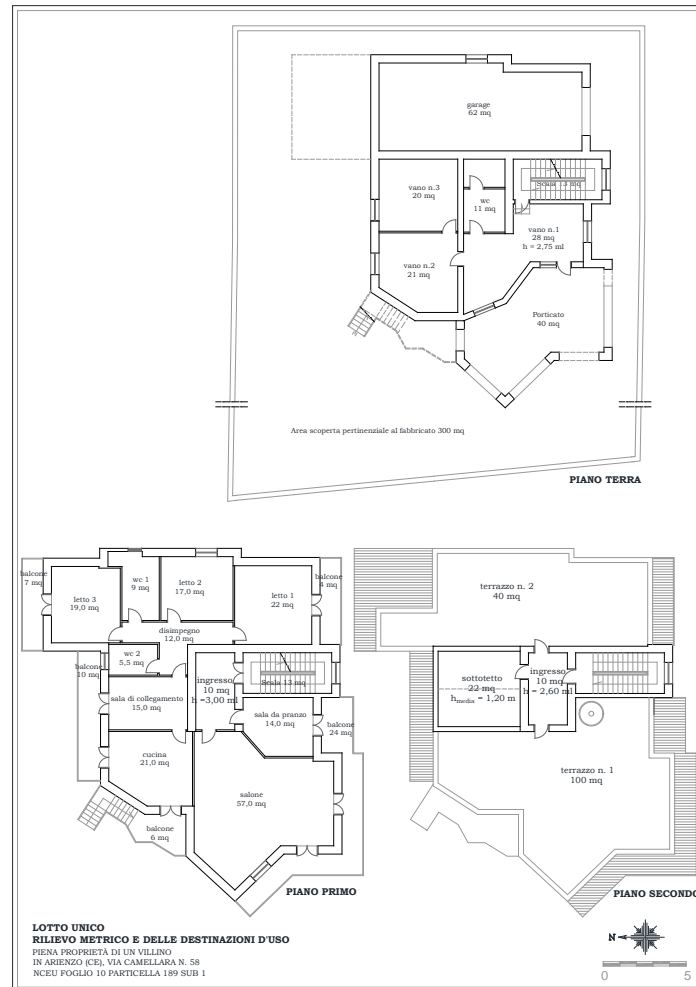 garage
62 mq
vano n.3
20 mq
wc
11 mq
Scala 13 mq
vano n.1
28 mq
h = 2,75 ml
vano n.2
21 mq
Porticato
40 mq
Area scoperta pertinenziale al fabbricato 300 mq
PIANO TERRA
balcone
7 mq
letto 3
19,0 mq
wc 1
9 mq
letto 2
17,0 mq
letto 1
22 mq
balcone
4 mq
disimpegno
12,0 mq
wc 2
5,5 mq
balcone
10 mq
ingresso
10 mq
h =3,00 ml
Scala 13 mq
sala di collegamento
15,0 mq
sala da pranzo
14,0 mq
balcone
24 mq
cucina
21,0 mq
salone
57,0 mq
balcone
6 mq
PIANO PRIMO
terrazzo n. 2
40 mq
sottotetto
22 mq
hmedia = 1,20 m
ingresso
10 mq
h = 2,60 ml
terrazzo n. 1
100 mq
PIANO SECONDO
LOTTO UNICO
RILIEVO METRICO E DELLE DESTINAZIONI D'USO
PIENA PROPRIETÀ DI UN VILLINO
IN ARIENZO (CE), VIA CAMELLARA N. 58
NCEU FOGLIO 10 PARTICELLA 189 SUB 1
N
0 5